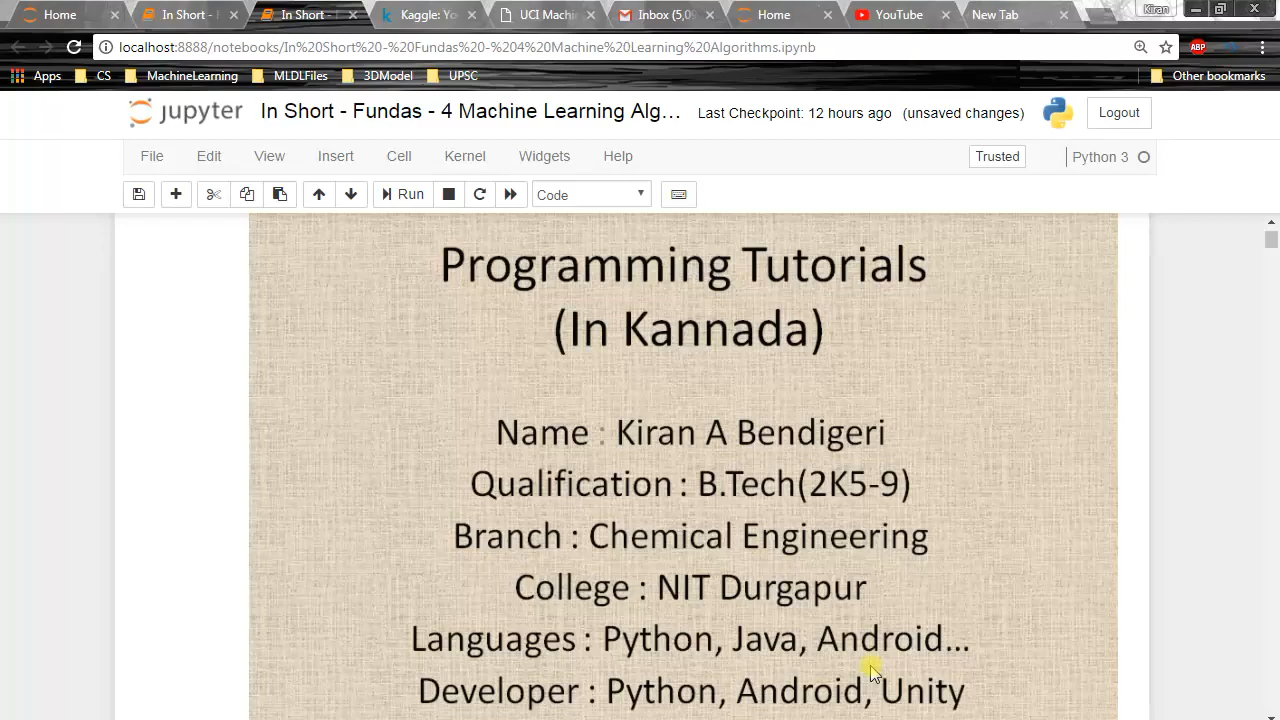 Home
In Short -
In Short -
Kaggle: Yo
UCI Machi
Inbox (5,0
Home
YouTube
New Tab
Kiran
localhost:8888/notebooks/In%20Short%20-%20Fundas%20-%204%20Machine%20Learning%20Algorithms.ipynb
ABP
Apps
CS
MachineLearning
MLDLFiles
3DModel
UPSC
Other bookmarks
jupyter
In Short - Fundas - 4 Machine Learning Alg...
Last Checkpoint: 12 hours ago
(unsaved changes)
Logout
File
Edit
View
Insert
Cell
Kernel
Widgets
Help
Trusted
Python 3
Run
Code
Programming Tutorials
(In Kannada)
Name : Kiran A Bendigeri
Qualification : B.Tech(2K5-9)
Branch : Chemical Engineering
College : NIT Durgapur
Languages : Python, Java, Android...
Developer : Python, Android, Unity